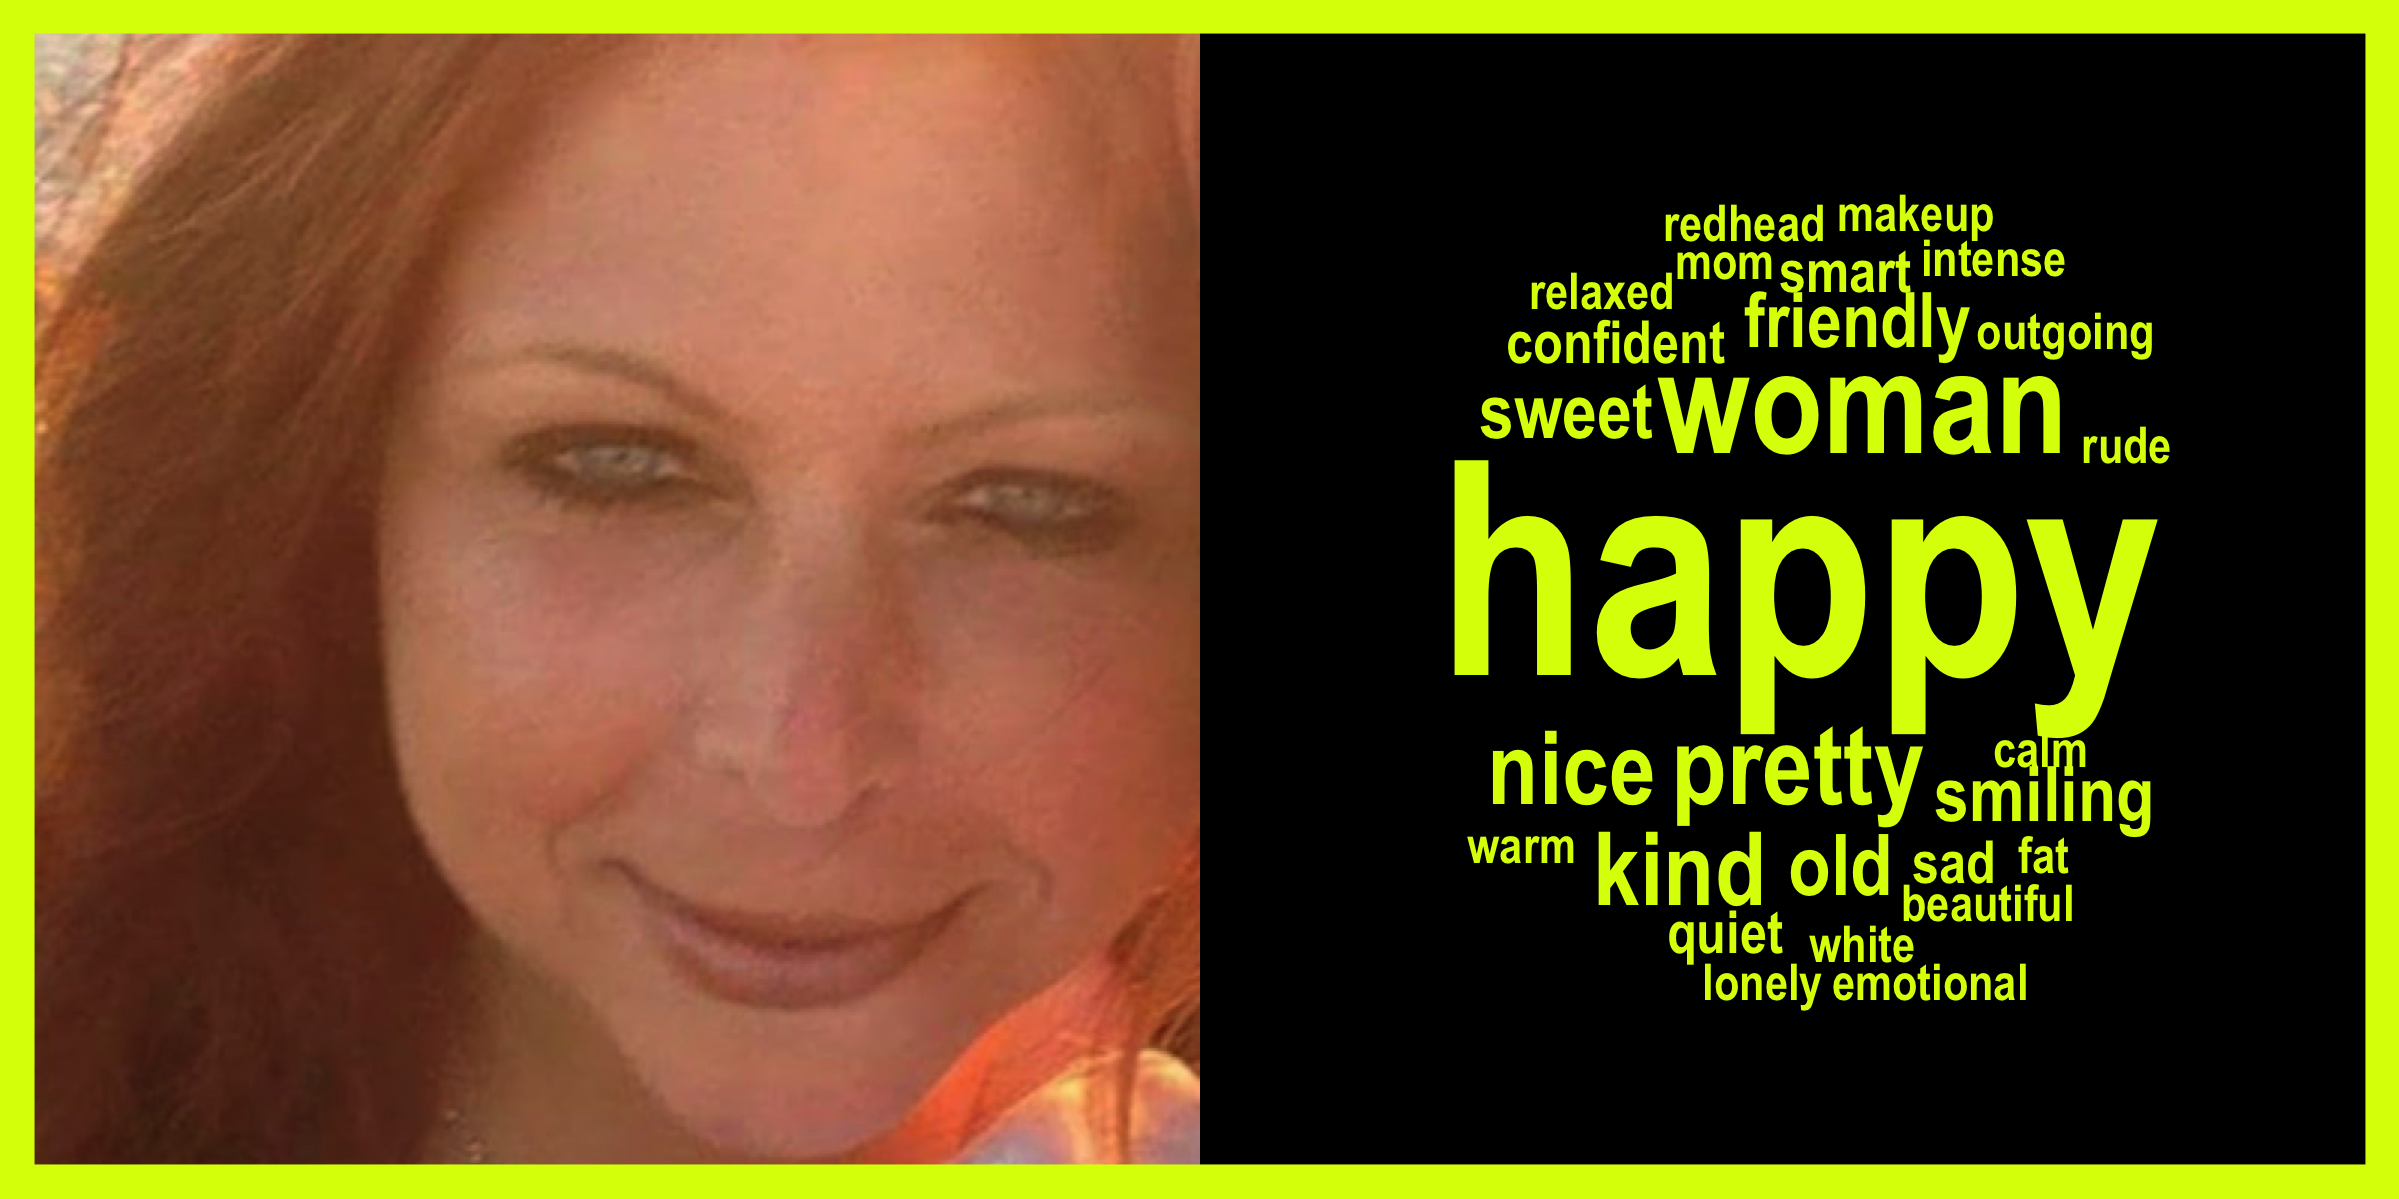 redhead makeup
mom smart intense
relaxed
confident friendly outgoing
sweet woman rude
happy
nice pretty calm
smiling
warm kind old sad fat
beautiful
quiet white
lonely emotional